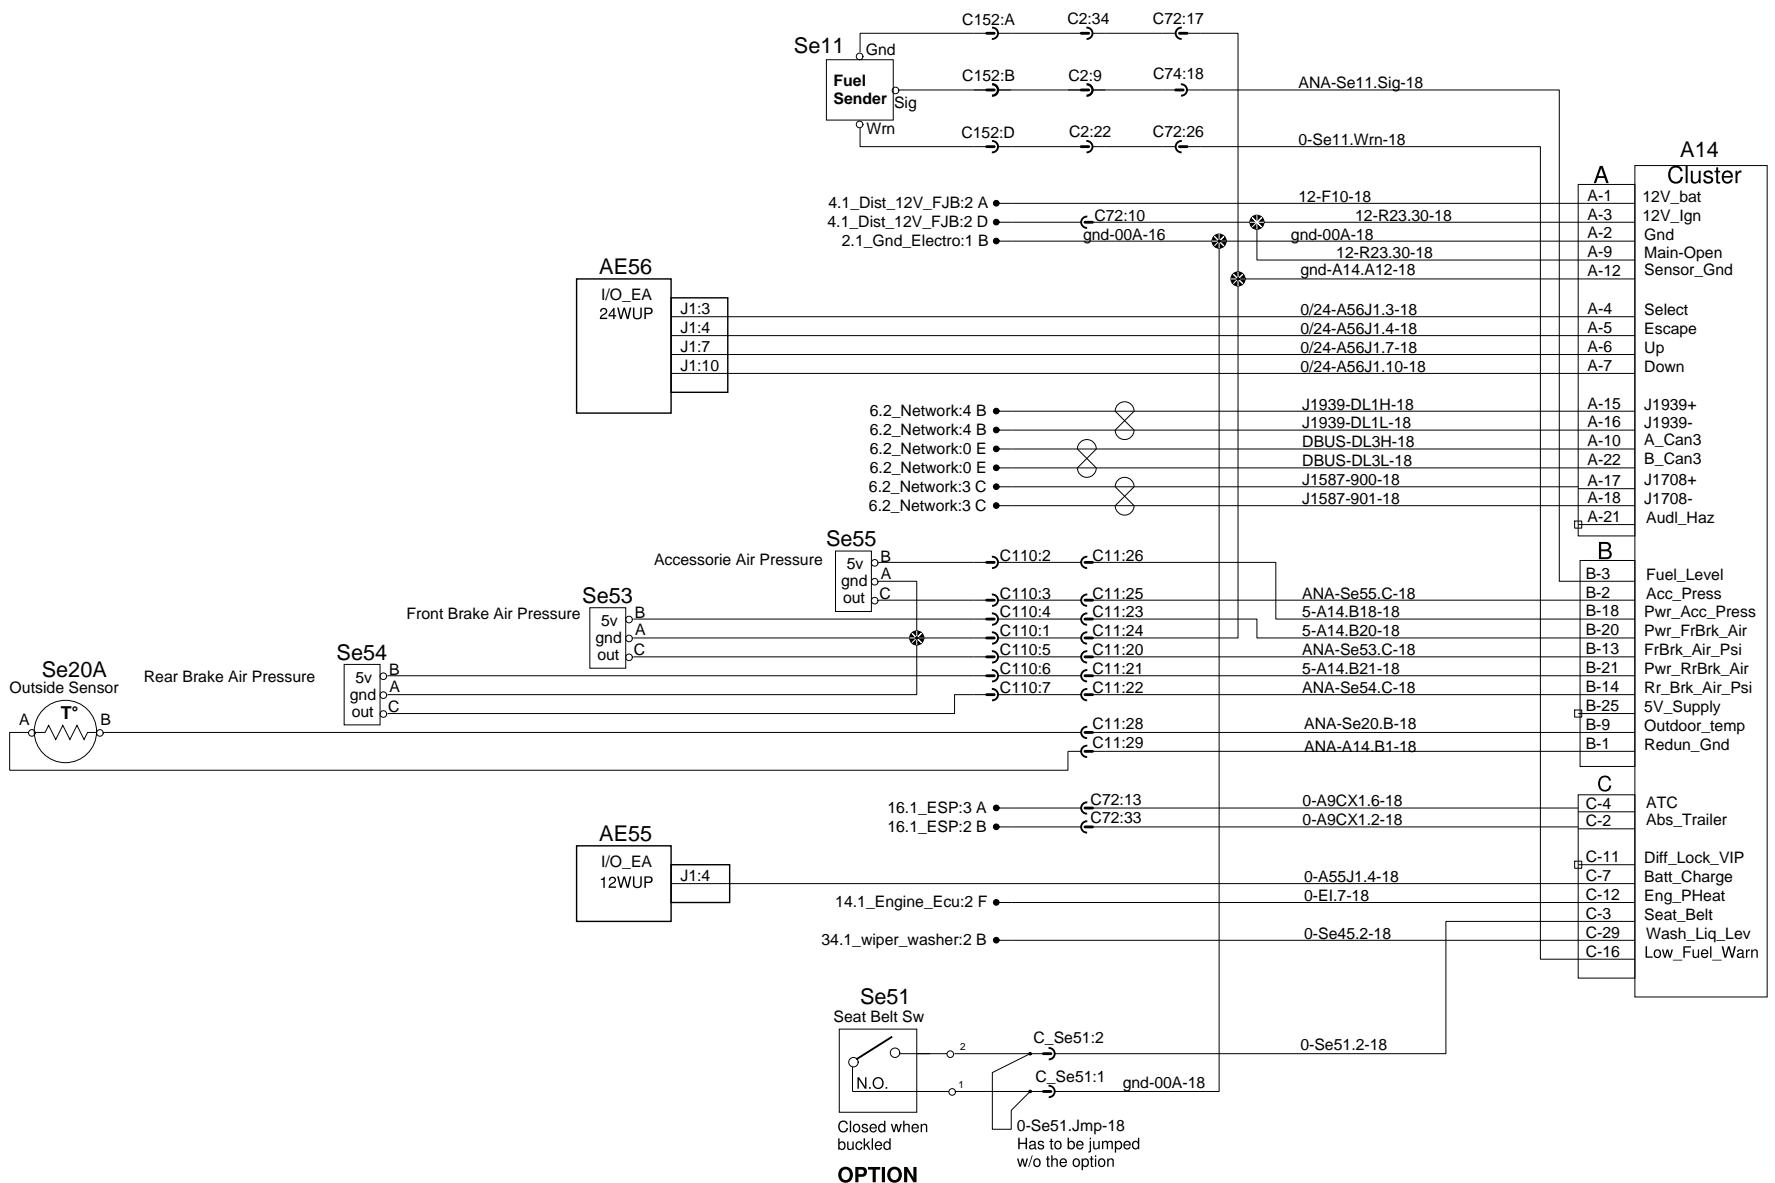 C152:A C2:34 C72:17
Se11 Gnd
Fuel
Sender
C152:B C2:9 C74:18 ANA-Se11.Sig-18
Sig
Wrn
C152:D C2:22 C72:26 0-Se11.Wrn-18
A14
Cluster
A
4.1_Dist_12V_FJB:2 A 12-F10-18 A-1 12V_bat
4.1_Dist_12V_FJB:2 D C72:10 12-R23.30-18 A-3 12V_Ign
2.1_Gnd_Electro:1 B gnd-00A-16 gnd-00A-18 A-2 Gnd
12-R23.30-18 A-9 Main-Open
gnd-A14.A12-18 A-12 Sensor_Gnd
AE56
I/O_EA
24WUP
J1:3 0/24-A56J1.3-18 A-4 Select
J1:4 0/24-A56J1.4-18 A-5 Escape
J1:7 0/24-A56J1.7-18 A-6 Up
J1:10 0/24-A56J1.10-18 A-7 Down
6.2_Network:4 B J1939-DL1H-18 A-15 J1939+
6.2_Network:4 B J1939-DL1L-18 A-16 J1939-
6.2_Network:0 E DBUS-DL3H-18 A-10 A_Can3
6.2_Network:0 E DBUS-DL3L-18 A-22 B_Can3
6.2_Network:3 C J1587-900-18 A-17 J1708+
6.2_Network:3 C J1587-901-18 A-18 J1708-
A-21 Audl_Haz
Se55
Accessorie Air Pressure
5v
gnd
out
B
A
C
C110:2 C11:26
B
B-3 Fuel_Level
C110:3 C11:25 ANA-Se55.C-18 B-2 Acc_Press
Se53
Front Brake Air Pressure
5v
gnd
out
B
A
C
C110:4 C11:23 5-A14.B18-18 B-18 Pwr_Acc_Press
C110:1 C11:24 5-A14.B20-18 B-20 Pwr_FrBrk_Air
C110:5 C11:20 ANA-Se53.C-18 B-13 FrBrk_Air_Psi
Se54
Rear Brake Air Pressure
5v
gnd
out
B
A
C
C110:6 C11:21 5-A14.B21-18 B-21 Pwr_RrBrk_Air
C110:7 C11:22 ANA-Se54.C-18 B-14 Rr_Brk_Air_Psi
B-25 5V_Supply
Se20A
Outside Sensor
T°
A B
C11:28 ANA-Se20.B-18 B-9 Outdoor_temp
C11:29 ANA-A14.B1-18 B-1 Redun_Gnd
C
16.1_ESP:3 A C72:13 0-A9CX1.6-18 C-4 ATC
16.1_ESP:2 B C72:33 0-A9CX1.2-18 C-2 Abs_Trailer
AE55
I/O_EA
12WUP
C-11 Diff_Lock_VIP
J1:4 0-A55J1.4-18 C-7 Batt_Charge
14.1_Engine_Ecu:2 F 0-EI.7-18 C-12 Eng_PHeat
C-3 Seat_Belt
34.1_wiper_washer:2 B 0-Se45.2-18 C-29 Wash_Liq_Lev
C-16 Low_Fuel_Warn
Se51
Seat Belt Sw
2 C_Se51:2 0-Se51.2-18
N.O. 1 C_Se51:1 gnd-00A-18
Closed when
buckled
0-Se51.Jmp-18
Has to be jumped
w/o the option
OPTION